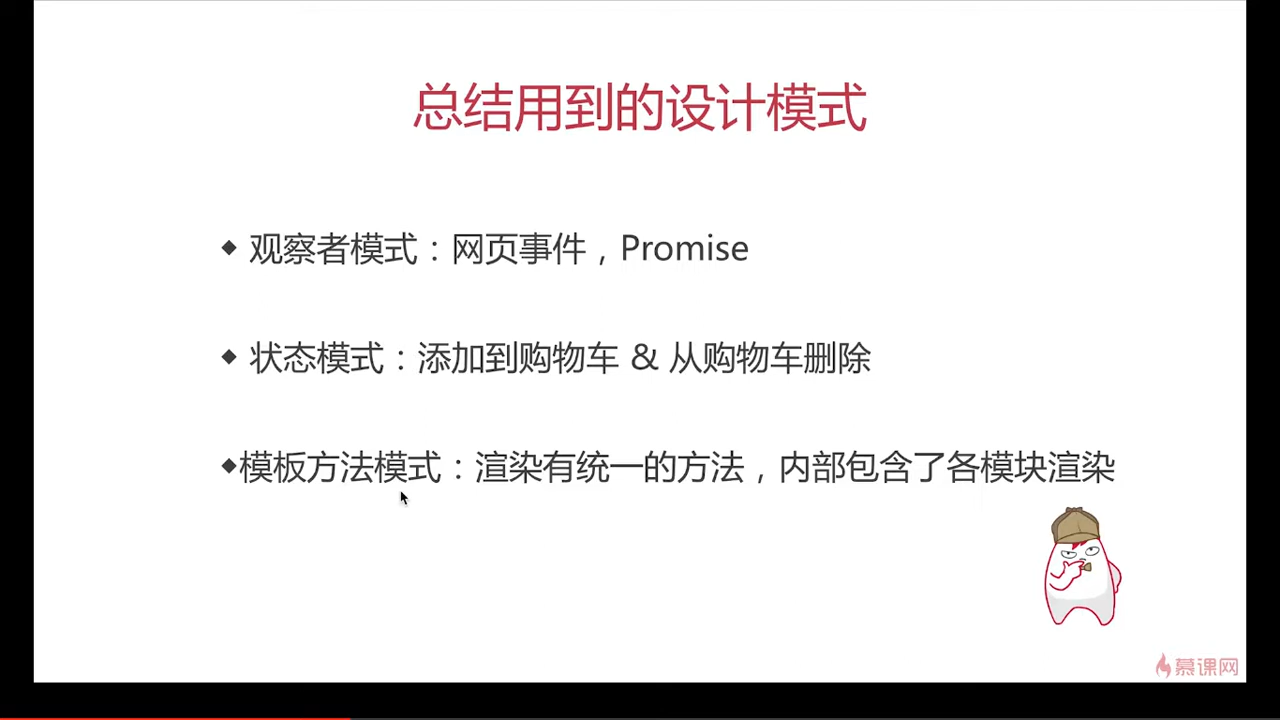 总结用到的设计模式
◆ 观察者模式：网页事件，Promise
◆ 状态模式：添加到购物车 & 从购物车删除
◆模板方法模式：渲染有统一的方法，内部包含了各模块渲染
慕课网